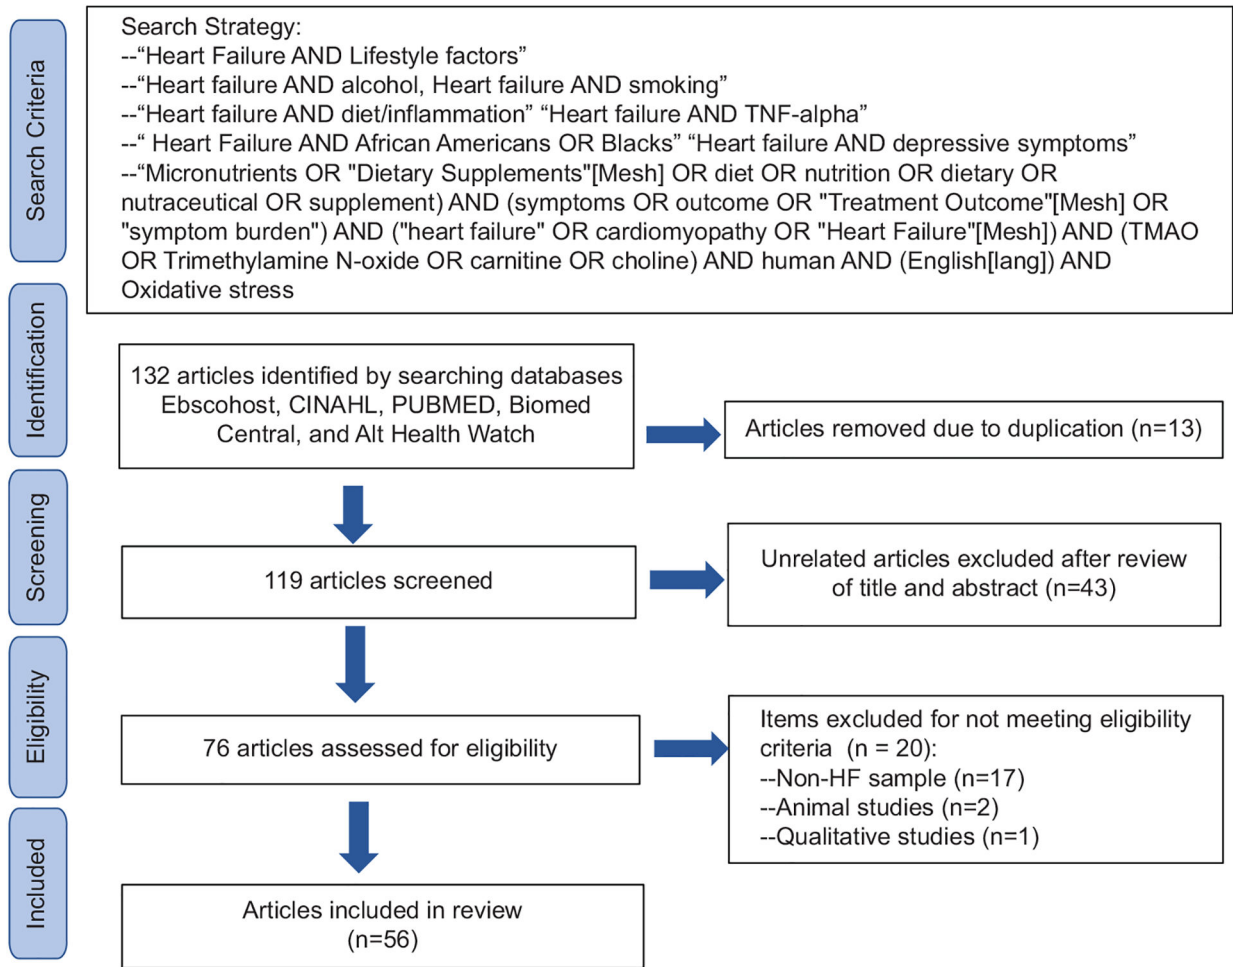 Search Criteria
Search Strategy:
--“Heart Failure AND Lifestyle factors”
--“Heart failure AND alcohol, Heart failure AND smoking”
--“Heart failure AND diet/inflammation” “Heart failure AND TNF-alpha”
--“ Heart Failure AND African Americans OR Blacks” “Heart failure AND depressive symptoms”
--“Micronutrients OR "Dietary Supplements"[Mesh] OR diet OR nutrition OR dietary OR
nutraceutical OR supplement) AND (symptoms OR outcome OR "Treatment Outcome"[Mesh] OR
"symptom burden") AND ("heart failure" OR cardiomyopathy OR "Heart Failure"[Mesh]) AND (TMAO
OR Trimethylamine N-oxide OR carnitine OR choline) AND human AND (English[lang]) AND
Oxidative stress
Identification
132 articles identified by searching databases
Ebscohost, CINAHL, PUBMED, Biomed
Central, and Alt Health Watch
Articles removed due to duplication (n=13)
Screening
119 articles screened
Unrelated articles excluded after review
of title and abstract (n=43)
Eligibility
76 articles assessed for eligibility
Items excluded for not meeting eligibility
criteria  (n = 20):
--Non-HF sample (n=17)
--Animal studies (n=2)
--Qualitative studies (n=1)
Included
Articles included in review
(n=56)